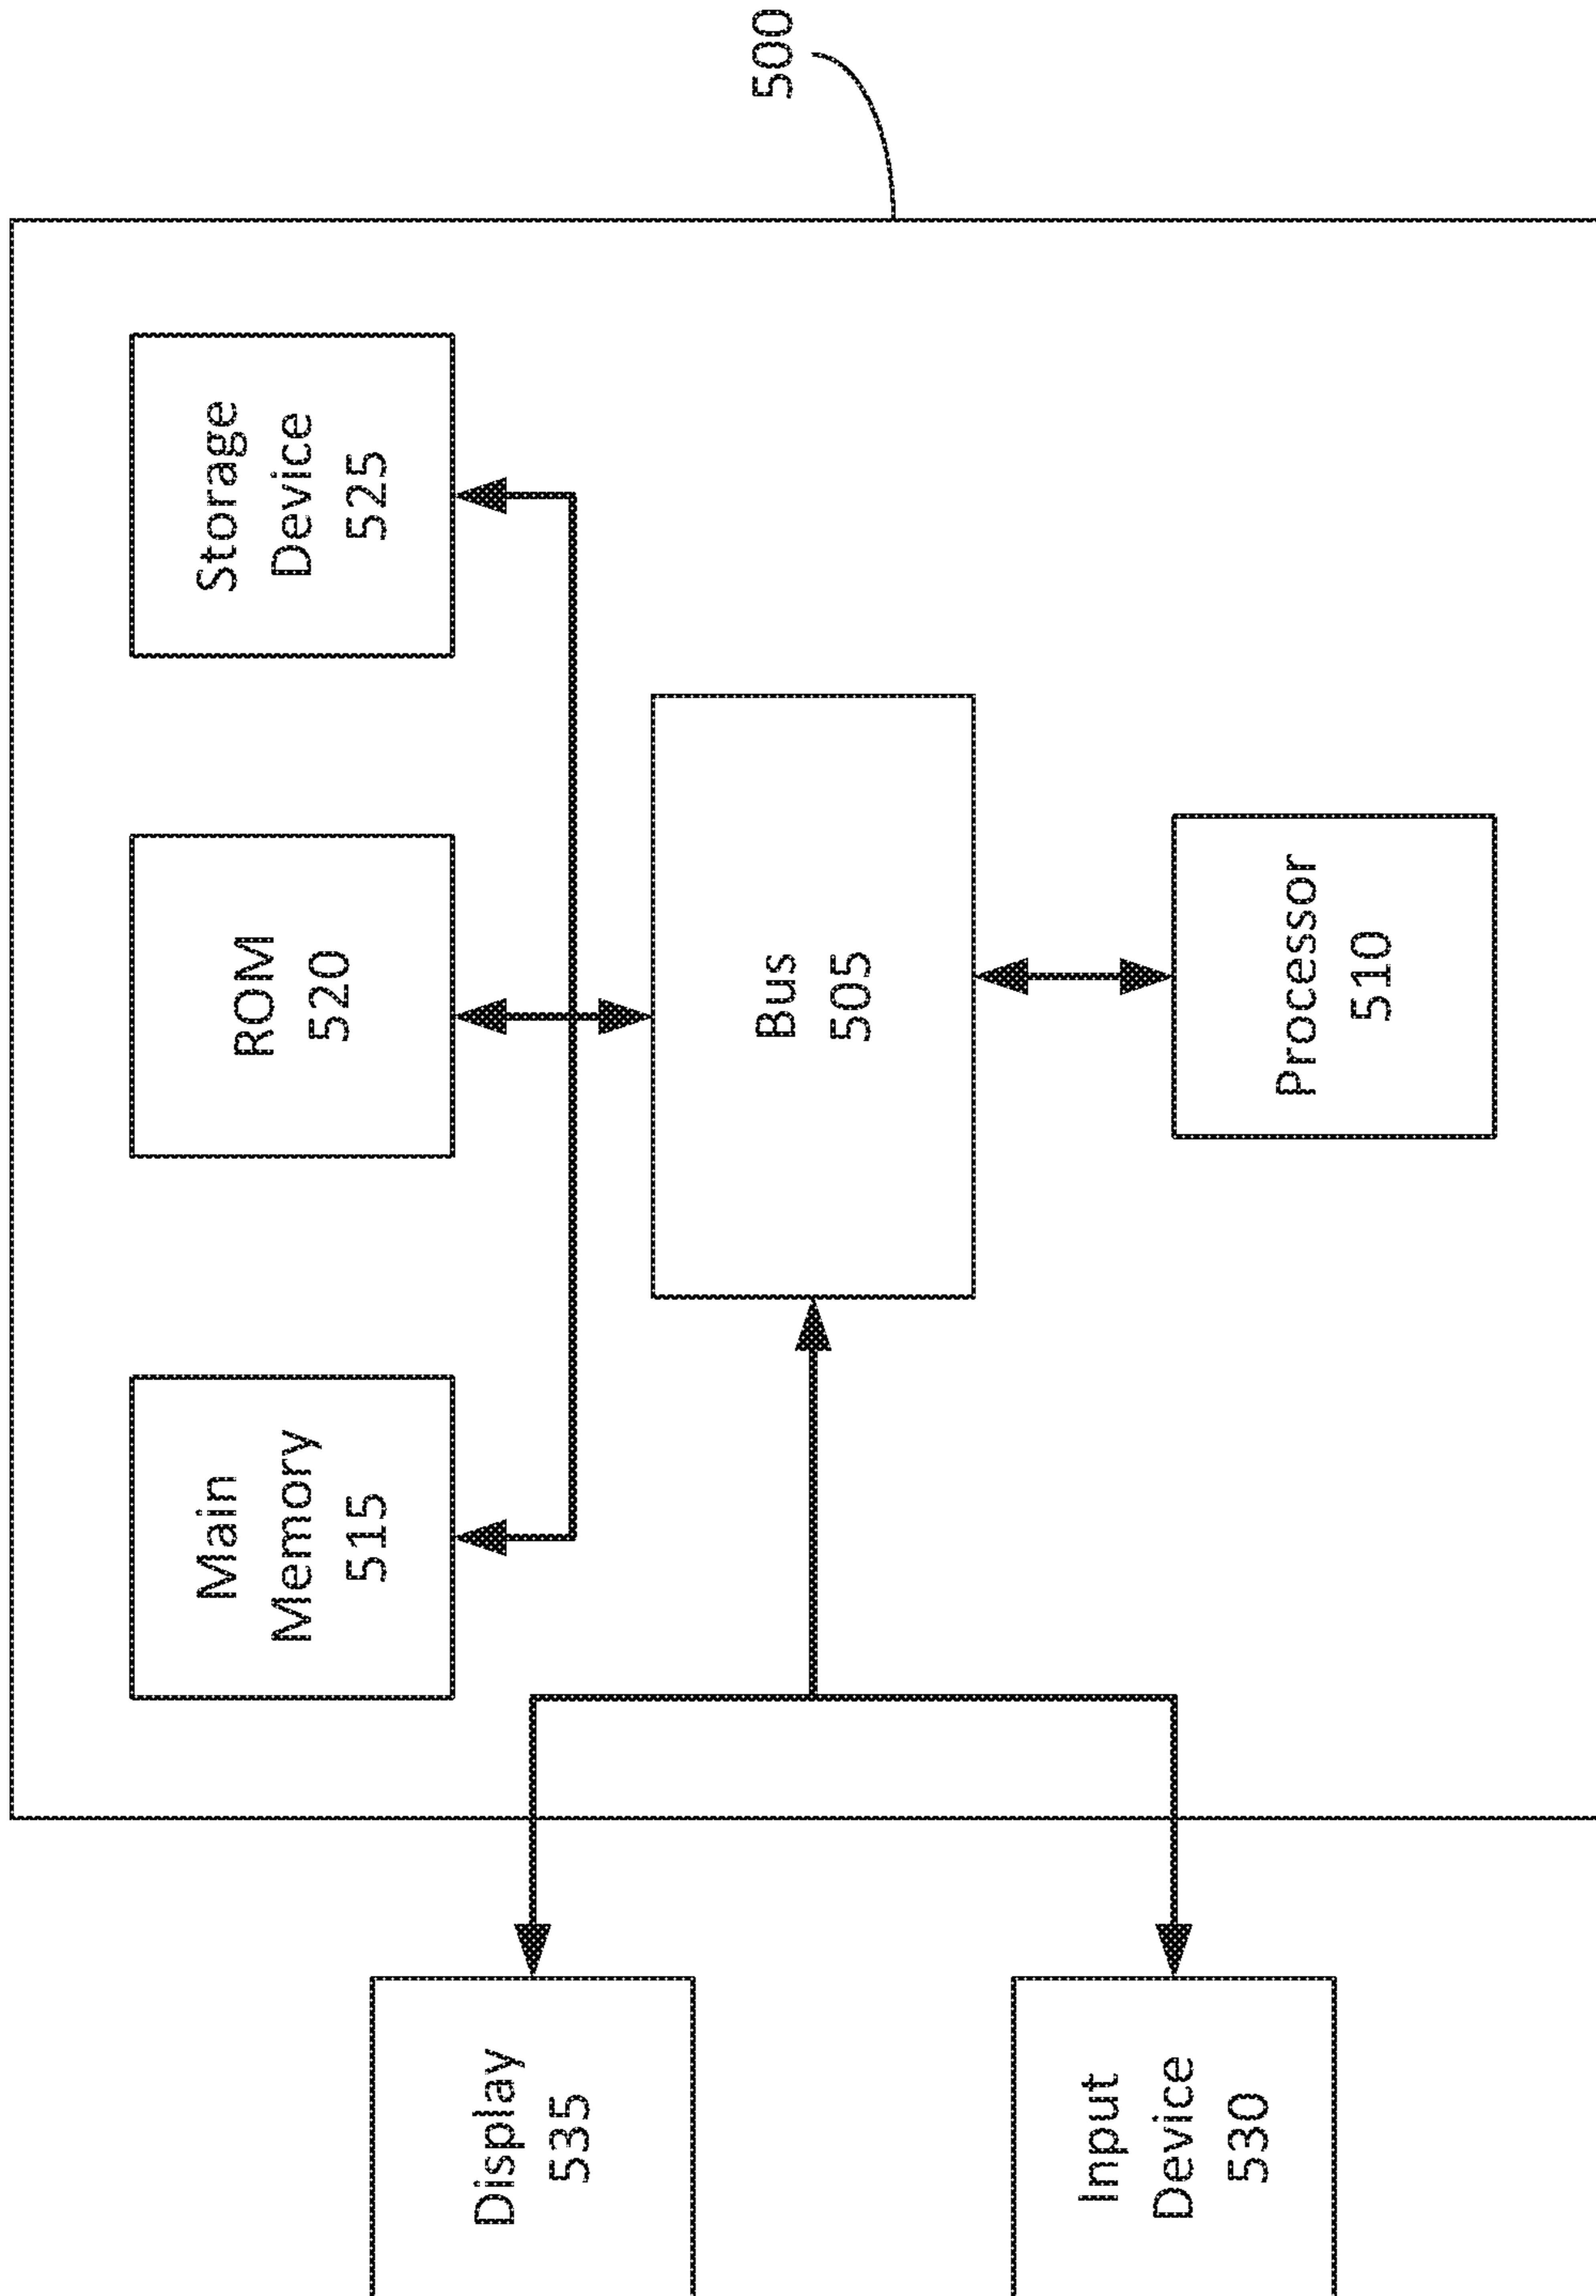 500
Main
Memory
515
ROM
520
Storage
Device
525
Display
535
Bus
505
Input
Device
530
Processor
510